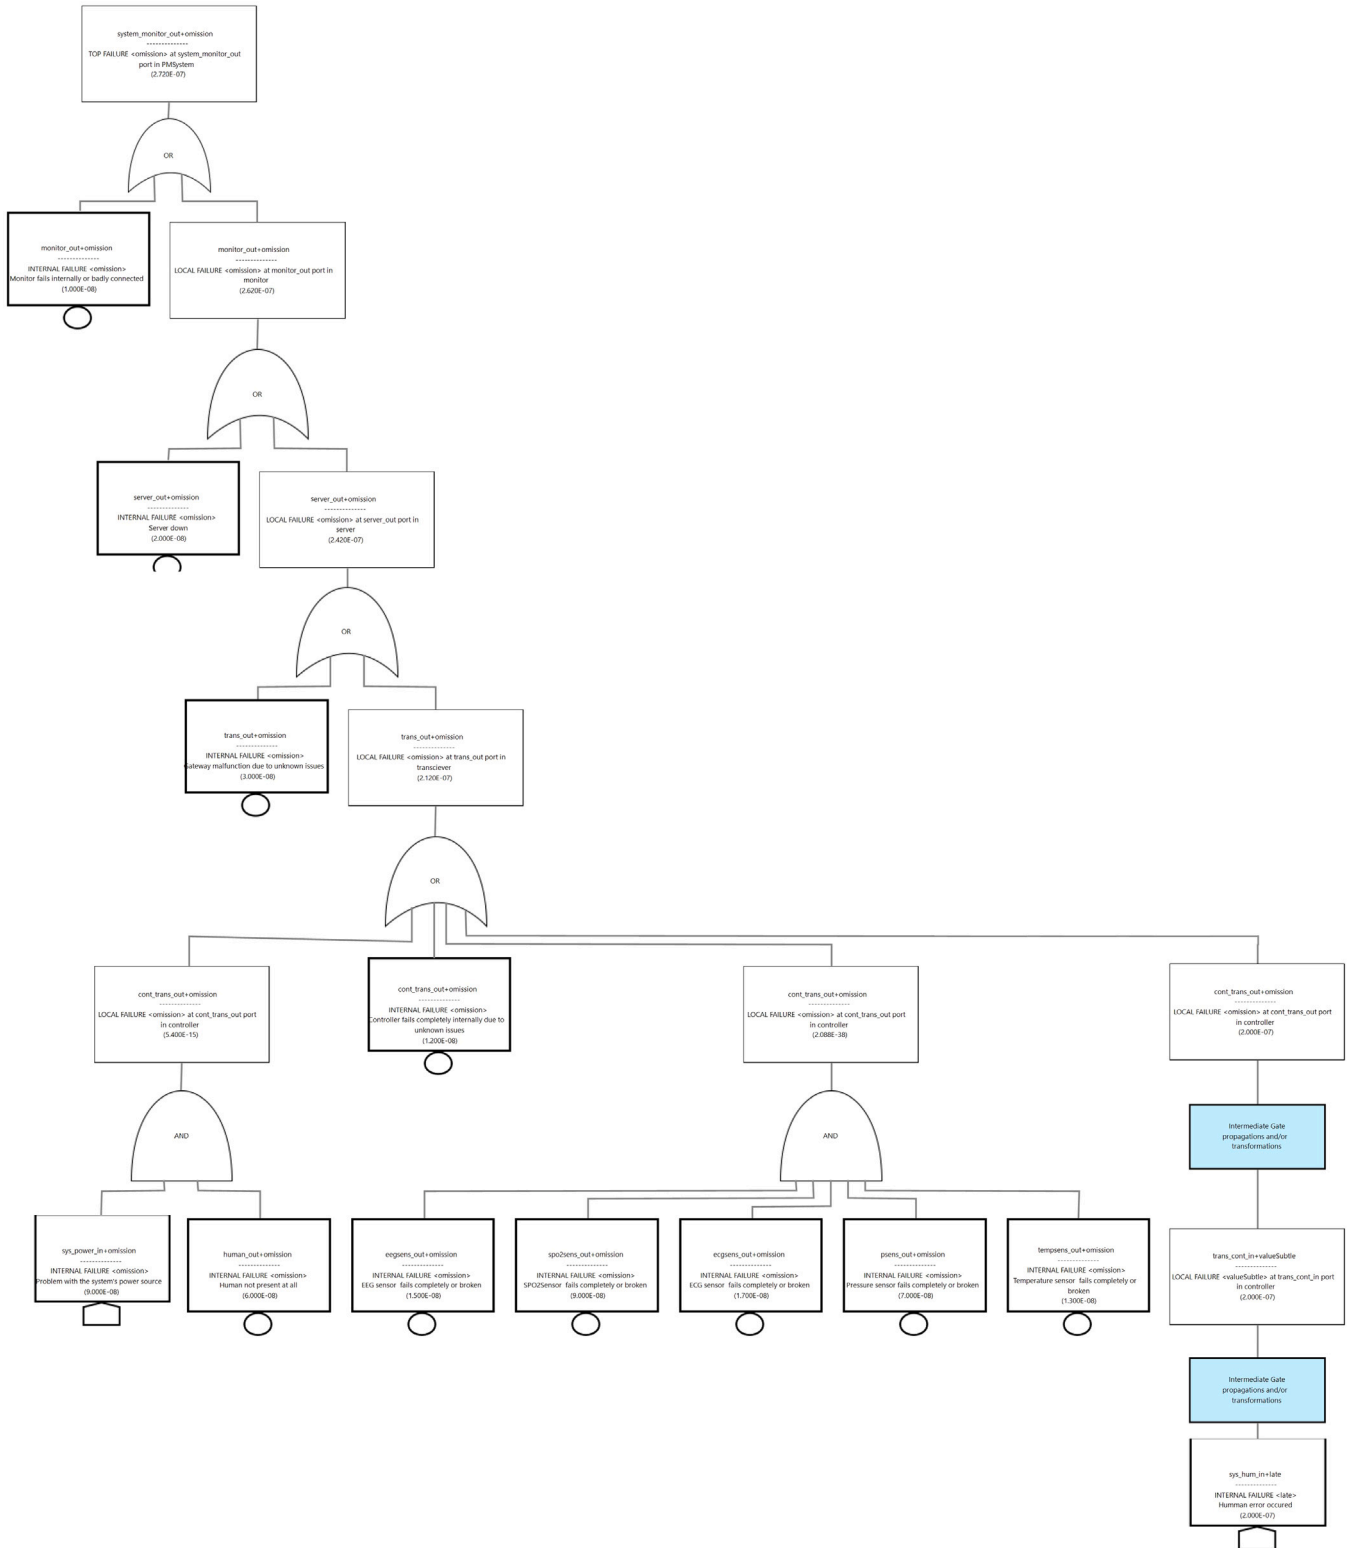 system_monitor_out+omission
--------------
TOP FAILURE <omission> at system_monitor_out
port in PMSystem
(2.720E-07)
OR
monitor_out+omission
--------------
INTERNAL FAILURE <omission>
Monitor fails internally or badly connected
(1.000E-08)
monitor_out+omission
--------------
LOCAL FAILURE <omission> at monitor_out port in
monitor
(2.620E-07)
OR
server_out+omission
--------------
INTERNAL FAILURE <omission>
Server down
(2.000E-08)
server_out+omission
--------------
LOCAL FAILURE <omission> at server_out port in
server
(2.420E-07)
OR
trans_out+omission
--------------
INTERNAL FAILURE <omission>
Gateway malfunction due to unknown issues
(3.000E-08)
trans_out+omission
--------------
LOCAL FAILURE <omission> at trans_out port in
transciever
(2.120E-07)
OR
cont_trans_out+omission
--------------
LOCAL FAILURE <omission> at cont_trans_out port
in controller
(5.400E-15)
cont_trans_out+omission
--------------
INTERNAL FAILURE <omission>
Controller fails completely internally due to
unknown issues
(1.200E-08)
cont_trans_out+omission
--------------
LOCAL FAILURE <omission> at cont_trans_out port
in controller
(2.088E-38)
cont_trans_out+omission
--------------
LOCAL FAILURE <omission> at cont_trans_out port
in controller
(2.000E-07)
AND
AND
Intermediate Gate
propagations and/or
transformations
sys_power_in+omission
--------------
INTERNAL FAILURE <omission>
Problem with the system's power source
(9.000E-08)
human_out+omission
--------------
INTERNAL FAILURE <omission>
Human not present at all
(6.000E-08)
eegsens_out+omission
--------------
INTERNAL FAILURE <omission>
EEG sensor fails completely or broken
(1.500E-08)
spo2sens_out+omission
--------------
INTERNAL FAILURE <omission>
SPO2Sensor fails completely or broken
(9.000E-08)
ecgsens_out+omission
--------------
INTERNAL FAILURE <omission>
ECG sensor fails completely or broken
(1.700E-08)
psens_out+omission
--------------
INTERNAL FAILURE <omission>
Pressure sensor fails completely or broken
(7.000E-08)
tempsens_out+omission
--------------
INTERNAL FAILURE <omission>
Temperature sensor fails completely or
broken
(1.300E-08)
trans_cont_in+valueSubtle
--------------
LOCAL FAILURE <valueSubtle> at trans_cont_in port
in controller
(2.000E-07)
Intermediate Gate
propagations and/or
transformations
sys_hum_in+late
--------------
INTERNAL FAILURE <late>
Humman error occured
(2.000E-07)